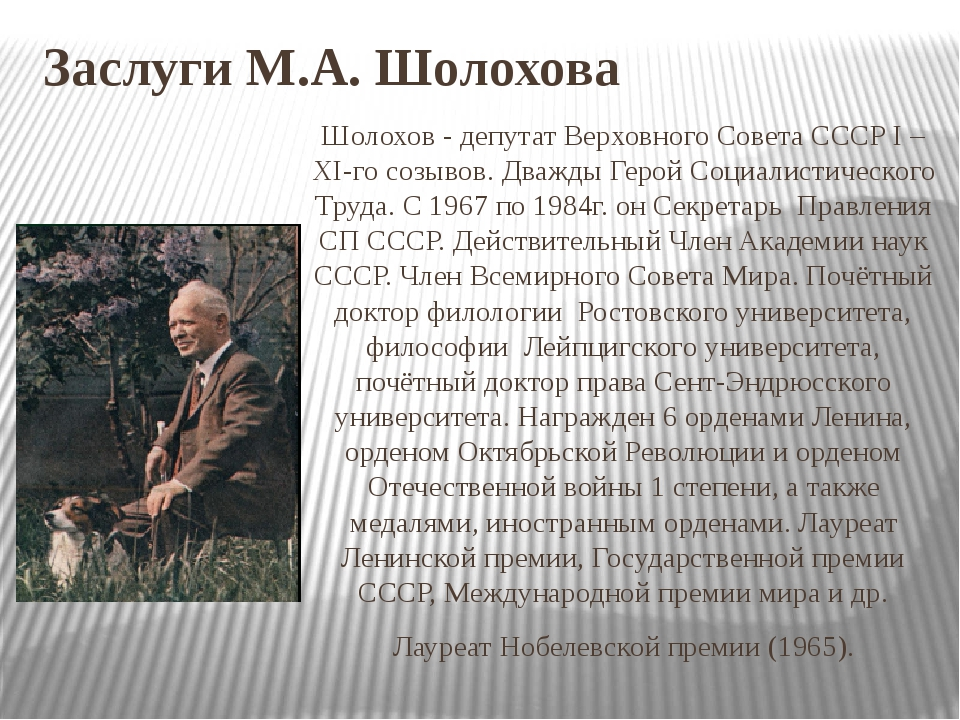 Заслуги М.А. Шолохова
Шолохов - депутат Верховного Совета СССР I –
XI-го созывов. Дважды Герой Социалистического
Труда. С 1967 по 1984г. он Секретарь Правления
СП СССР. Действительный Член Академии наук
СССР. Член Всемирного Совета Мира. Почётный
доктор филологии Ростовского университета,
философии Лейпцигского университета,
почётный доктор права Сент-Эндрюсского
университета. Награжден 6 орденами Ленина,
орденом Октябрьской Революции и орденом
Отечественной войны 1 степени, а также
медалями, иностранным орденами. Лауреат
Ленинской премии, Государственной премии
СССР, Международной премии мира и др.
Лауреат Нобелевской премии (1965).